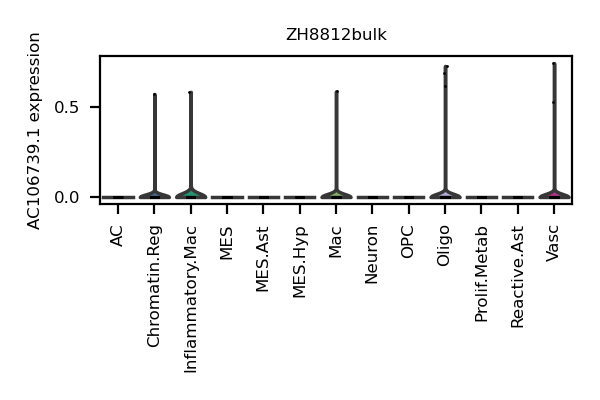 ZH8812bulk
AC106739.1 expression
0.5
0.0
AC
Chromatin.Reg
Inflammatory.Mac
MES
MES.Ast
MES.Hyp
Mac
Neuron
OPC
Oligo
Prolif.Metab
Reactive.Ast
Vasc